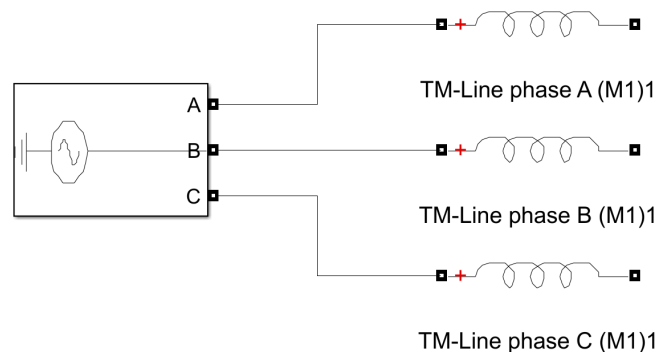 A
TM-Line phase A (M1)1
B
TM-Line phase B (M1)1
C
TM-Line phase C (M1)1